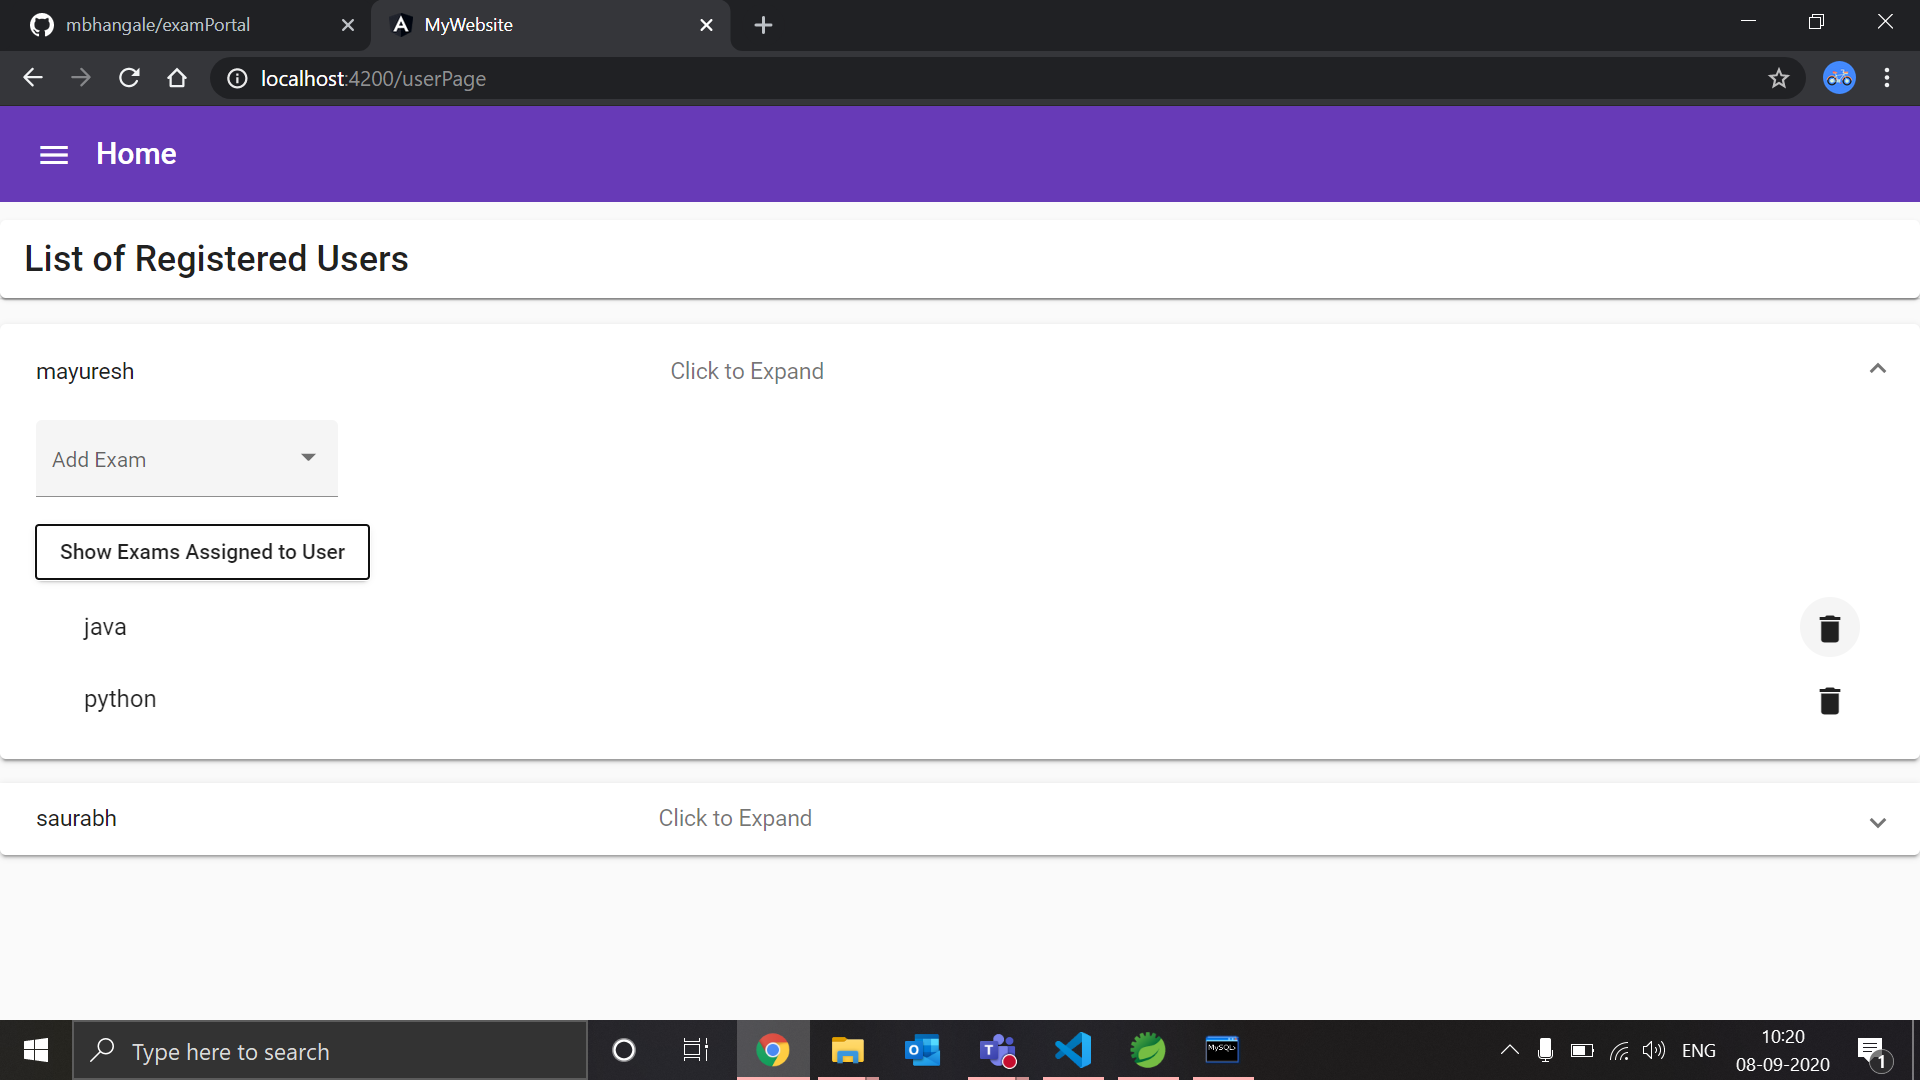 mbhangale/examPortal
MyWebsite
localhost:4200/userPage
Home
List of Registered Users
mayuresh Click to Expand
Add Exam
Show Exams Assigned to User
java
python
saurabh Click to Expand
Type here to search
MySQL>
ENG
10:20
08-09-2020
1